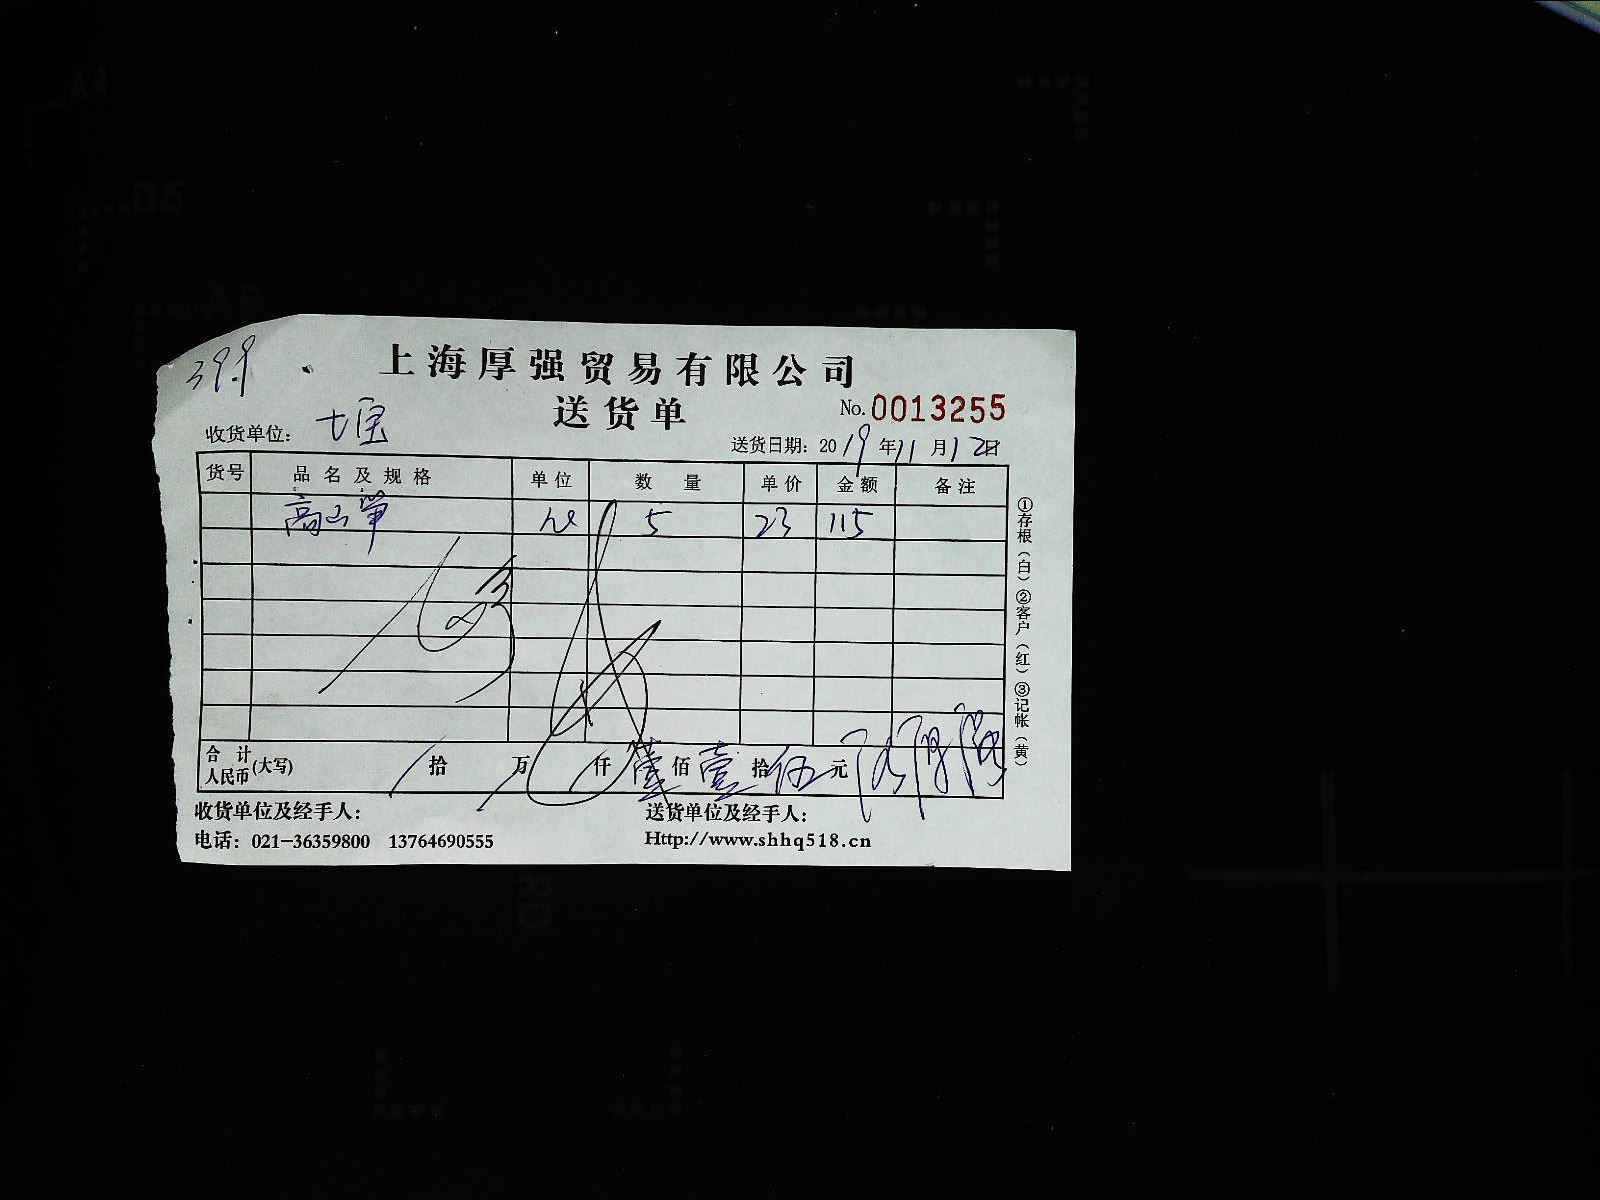 上海厚强贸易有限公司
送货单
No.0013255
收货单位: 七宝
送货日期: 2019年11月12日
货号 品名及规格 单位 数量 单价 金额 备注
高山笋 5 23 115
合计人民币(大写) 拾 万 仟 壹佰壹拾伍元
收货单位及经手人: 送货单位及经手人:
电话: 021-36359800 13764690555 Http://www.shhq518.cn
①存根(白)②客户(红)③记帐(黄)